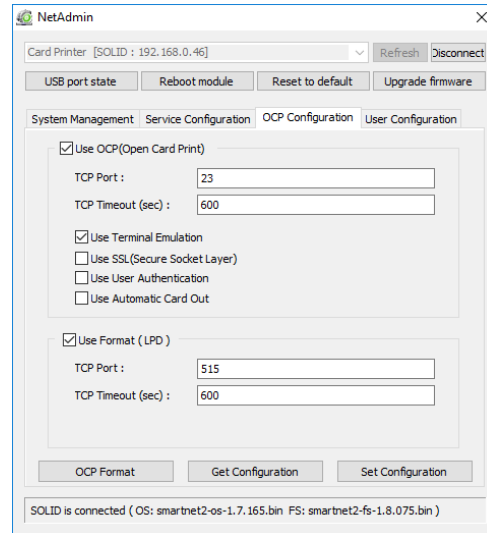 NetAdmin
Card Printer [SOLID : 192.168.0.46] Refresh Disconnect
USB port state Reboot module Reset to default Upgrade firmware
System Management Service Configuration OCP Configuration User Configuration
Use OCP(Open Card Print)
TCP Port : 23
TCP Timeout (sec) : 600
Use Terminal Emulation
Use SSL(Secure Socket Layer)
Use User Authentication
Use Automatic Card Out
Use Format ( LPD )
TCP Port : 515
TCP Timeout (sec) : 600
OCP Format Get Configuration Set Configuration
SOLID is connected ( OS: smartnet2-os-1.7.165.bin FS: smartnet2-fs-1.8.075.bin )